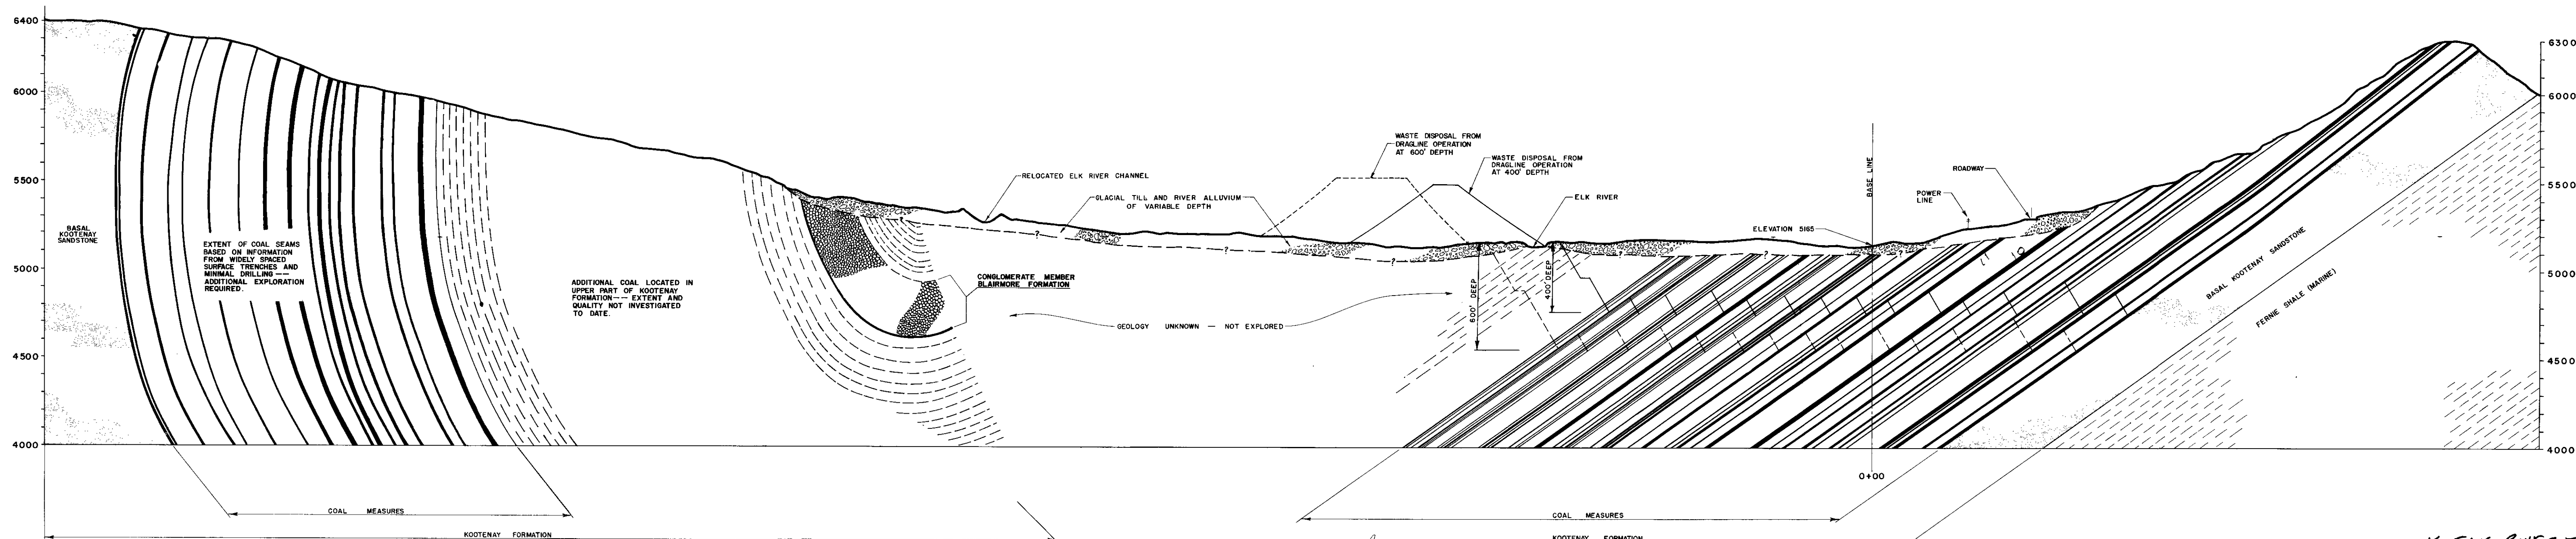 6400
6000
5500
5000
4500
4000
6300
6000
5500
5000
4500
4000
BASAL
KOOTENAY
SANDSTONE
EXTENT OF COAL SEAMS
BASED ON INFORMATION
FROM WIDELY SPACED
SURFACE TRENCHES AND
MINIMAL DRILLING --
ADDITIONAL EXPLORATION
REQUIRED.
ADDITIONAL COAL LOCATED IN
UPPER PART OF KOOTENAY
FORMATION -- EXTENT AND
QUALITY NOT INVESTIGATED
TO DATE.
RELOCATED ELK RIVER CHANNEL
GLACIAL TILL AND RIVER ALLUVIUM
OF VARIABLE DEPTH
CONGLOMERATE MEMBER
BLAIRMORE FORMATION
GEOLOGY UNKNOWN — NOT EXPLORED
WASTE DISPOSAL FROM
DRAGLINE OPERATION
AT 600' DEPTH
WASTE DISPOSAL FROM
DRAGLINE OPERATION
AT 400' DEPTH
ELK RIVER
600' DEEP
400' DEEP
? ? ? ? ? ?
ELEVATION 5165
BASE LINE
POWER
LINE
ROADWAY
BASAL KOOTENAY SANDSTONE
FERNIE SHALE (MARINE)
0+00
COAL MEASURES
COAL MEASURES
KOOTENAY FORMATION
KOOTENAY FORMATION